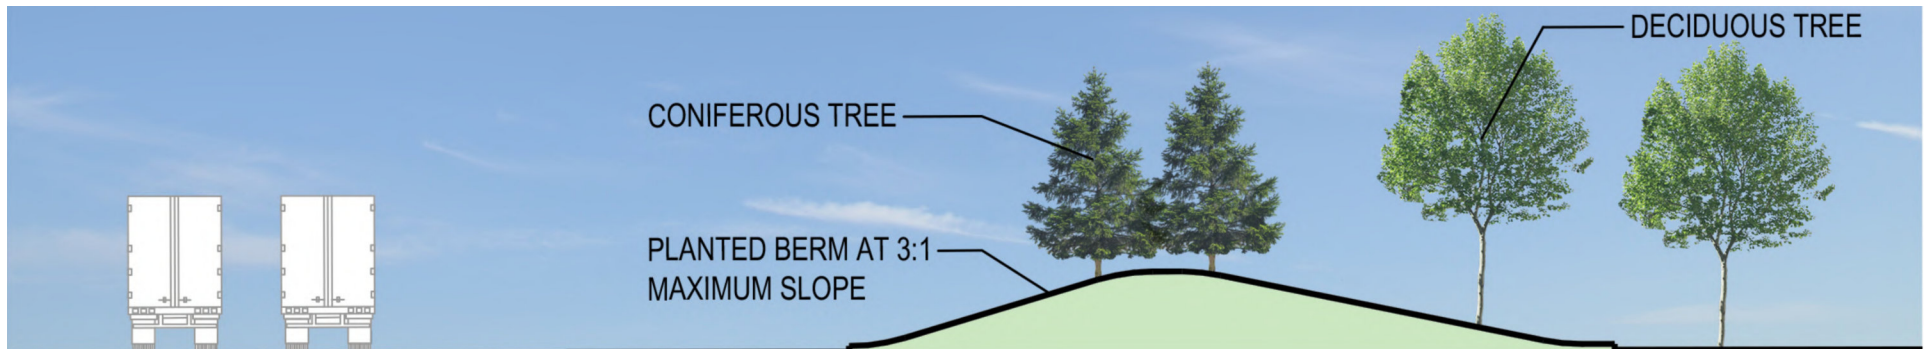 DECIDUOUS TREE
CONIFEROUS TREE
PLANTED BERM AT 3:1
MAXIMUM SLOPE